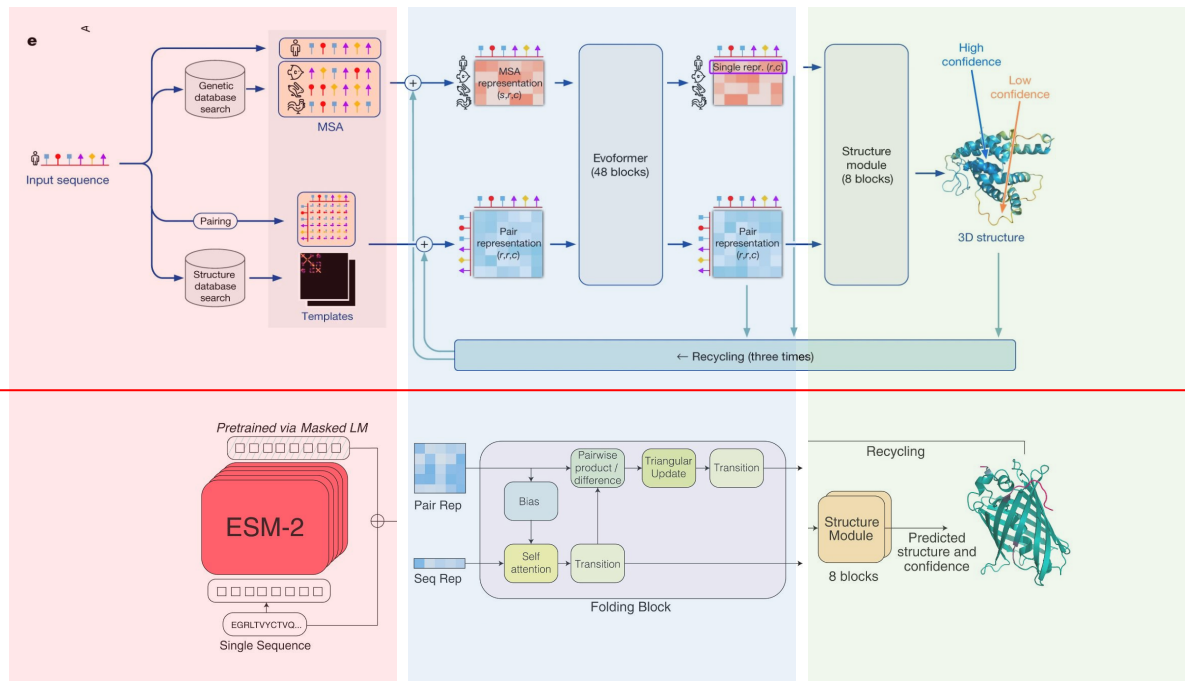 e
A
Genetic
database
search
MSA
Input sequence
Pairing
Structure
database
search
Templates
+
+
MSA
representation
(s,r,c)
Pair
representation
(r,r,c)
Evoformer
(48 blocks)
Single repr. (r,c)
Pair
representation
(r,r,c)
Structure
module
(8 blocks)
High
confidence
Low
confidence
3D structure
← Recycling (three times)
Pretrained via Masked LM
ESM-2
EGRLTVYCTVQ...
Single Sequence
Pair Rep
Seq Rep
Bias
Self
attention
Pairwise
product /
difference
Transition
Triangular
Update
Transition
Folding Block
Recycling
Structure
Module
8 blocks
Predicted
structure and
confidence